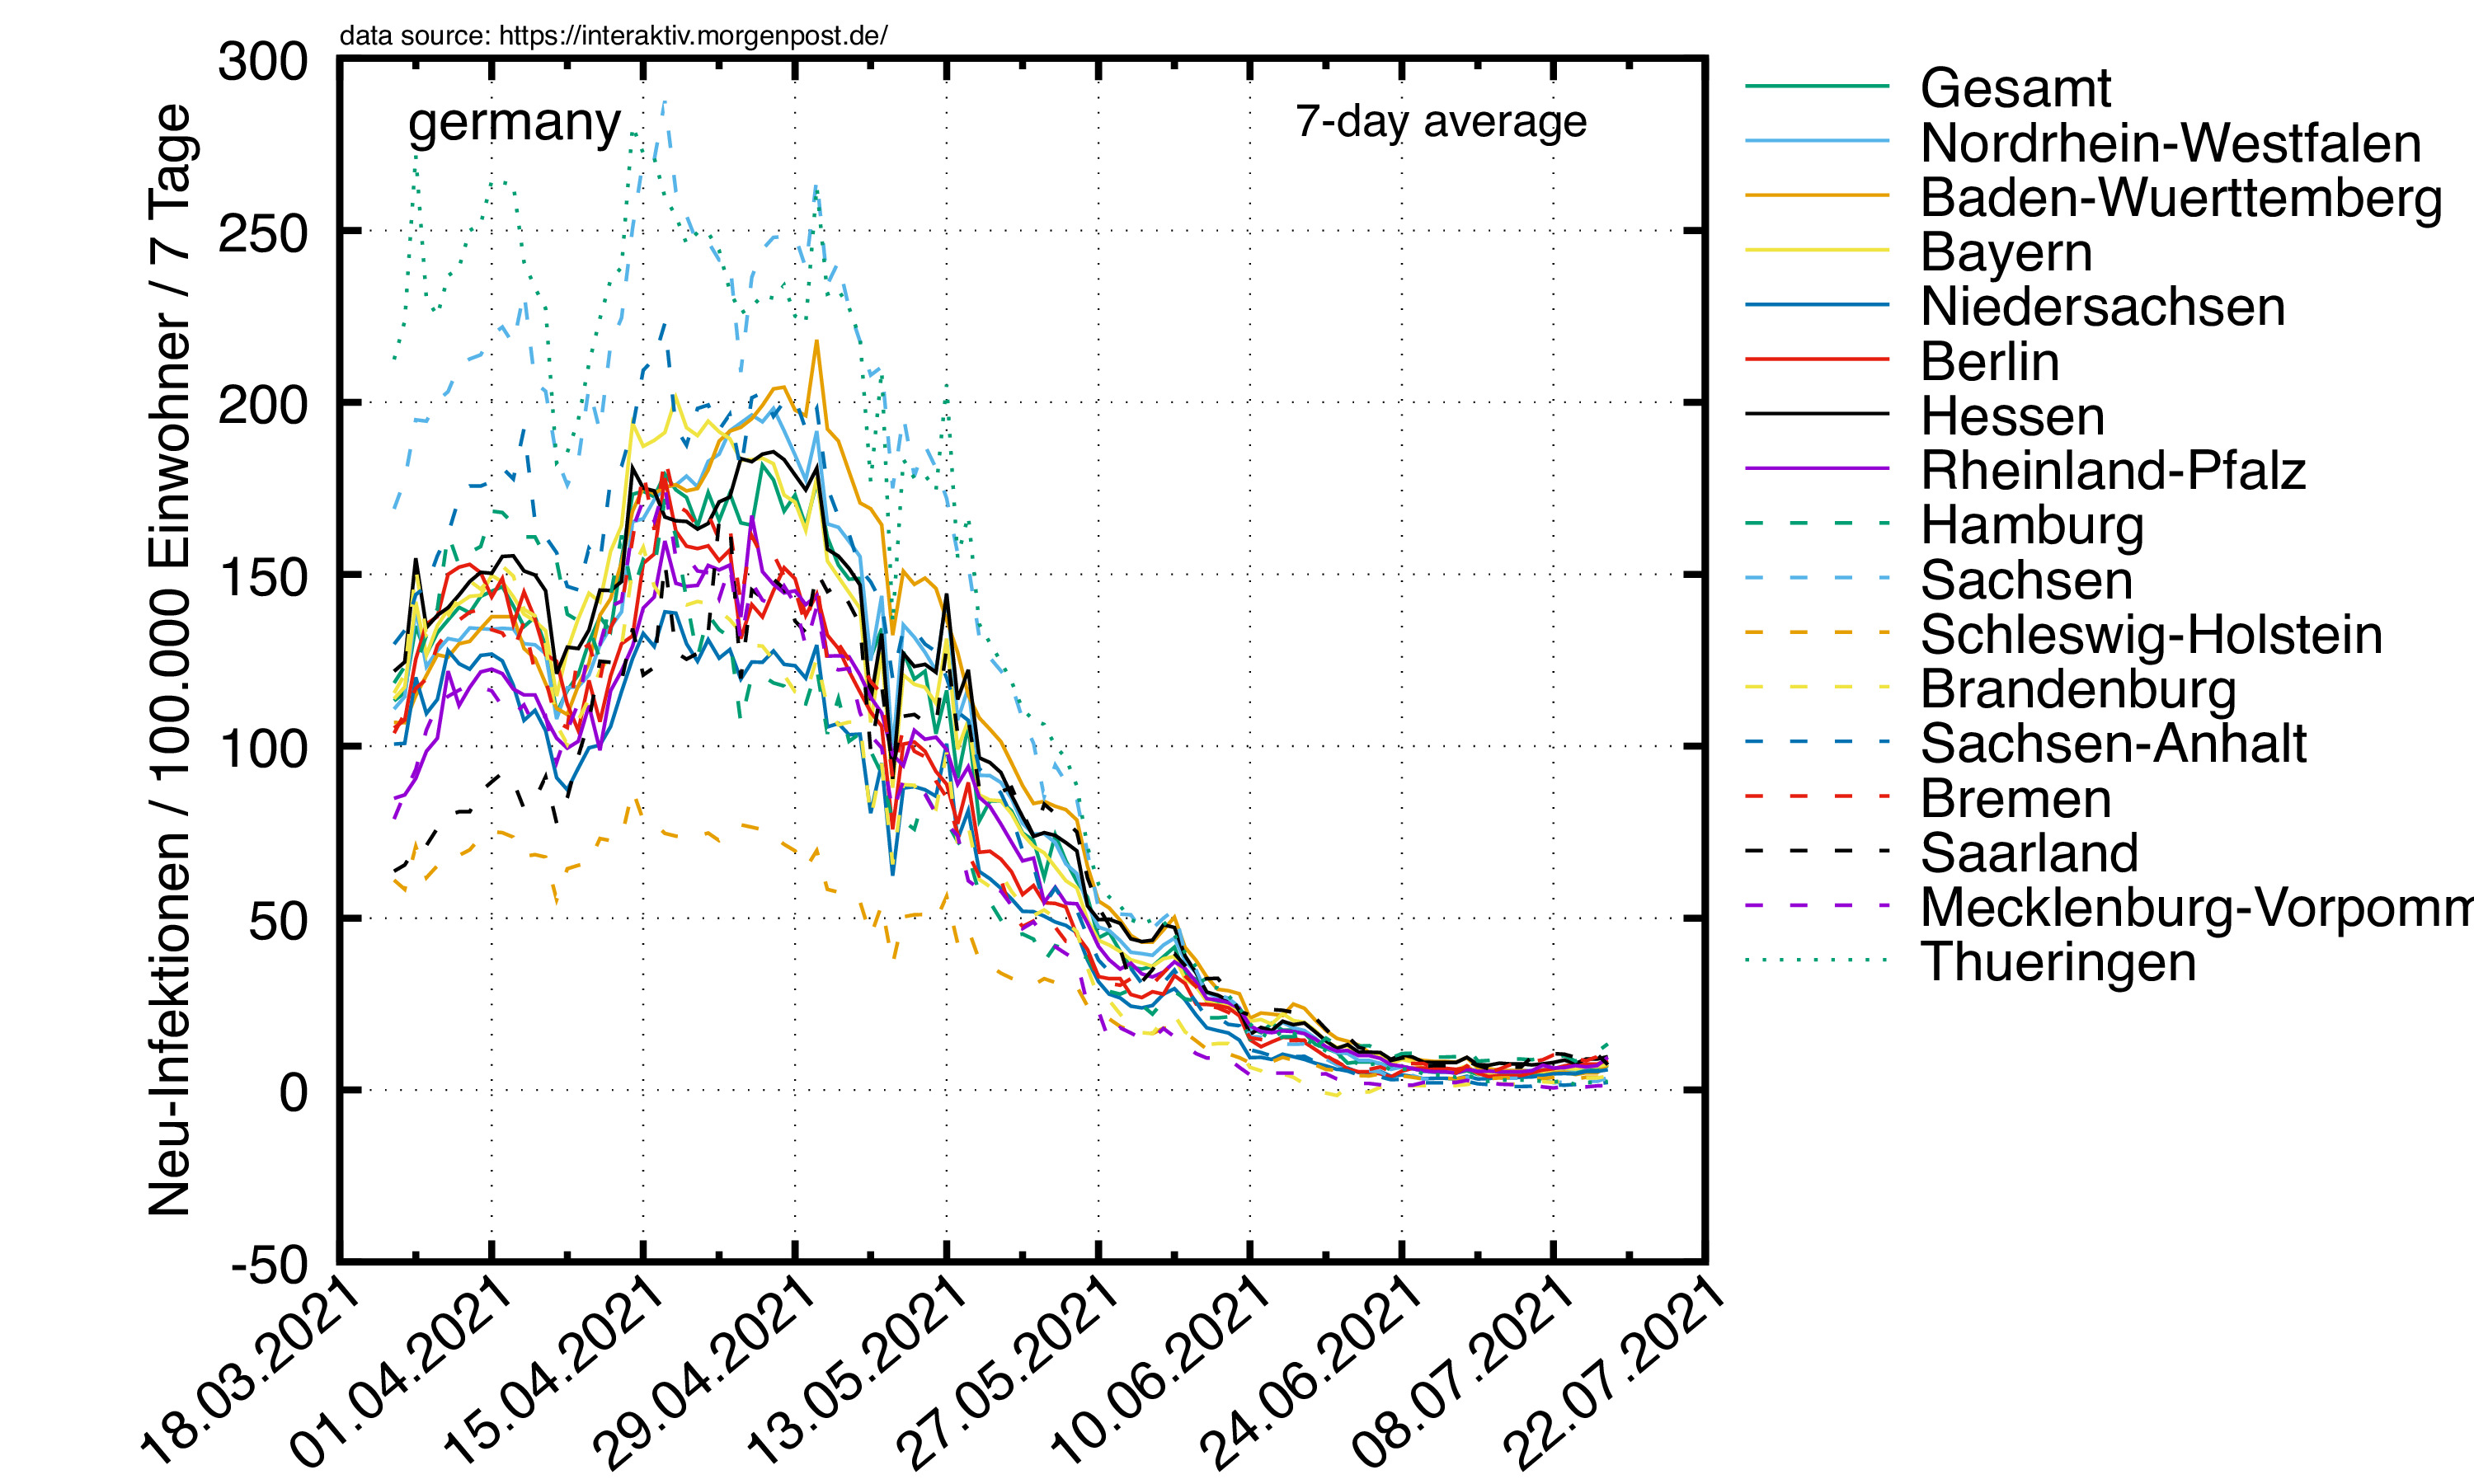 data source: https://interaktiv.morgenpost.de/
germany
7-day average
Neu-Infektionen / 100.000 Einwohner / 7 Tage
300
250
200
150
100
50
0
-50
18.03.2021
01.04.2021
15.04.2021
29.04.2021
13.05.2021
27.05.2021
10.06.2021
24.06.2021
08.07.2021
22.07.2021
Gesamt
Nordrhein-Westfalen
Baden-Wuerttemberg
Bayern
Niedersachsen
Berlin
Hessen
Rheinland-Pfalz
Hamburg
Sachsen
Schleswig-Holstein
Brandenburg
Sachsen-Anhalt
Bremen
Saarland
Mecklenburg-Vorpomm
Thueringen